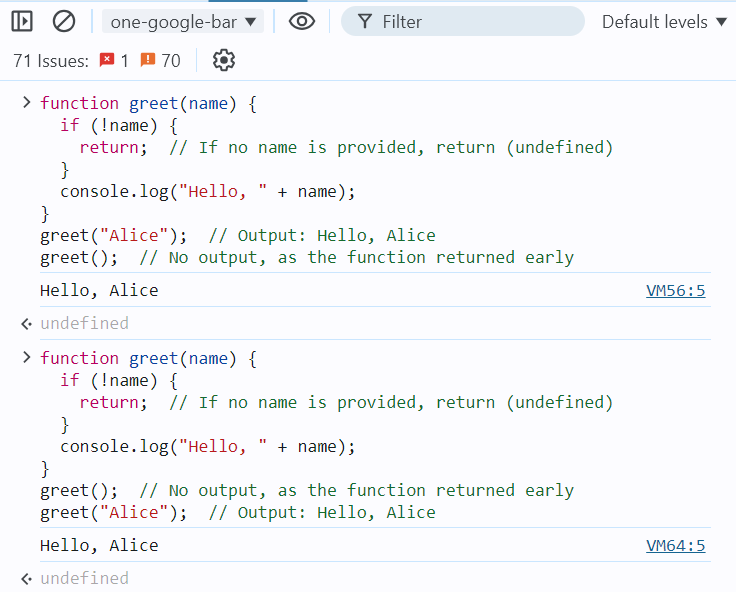 one-google-bar Filter Default levels
71 Issues: 1 70
function greet(name) {
  if (!name) {
    return;  // If no name is provided, return (undefined)
  }
  console.log("Hello, " + name);
}
greet("Alice");  // Output: Hello, Alice
greet();  // No output, as the function returned early
Hello, Alice VM56:5
undefined
function greet(name) {
  if (!name) {
    return;  // If no name is provided, return (undefined)
  }
  console.log("Hello, " + name);
}
greet();  // No output, as the function returned early
greet("Alice");  // Output: Hello, Alice
Hello, Alice VM64:5
undefined